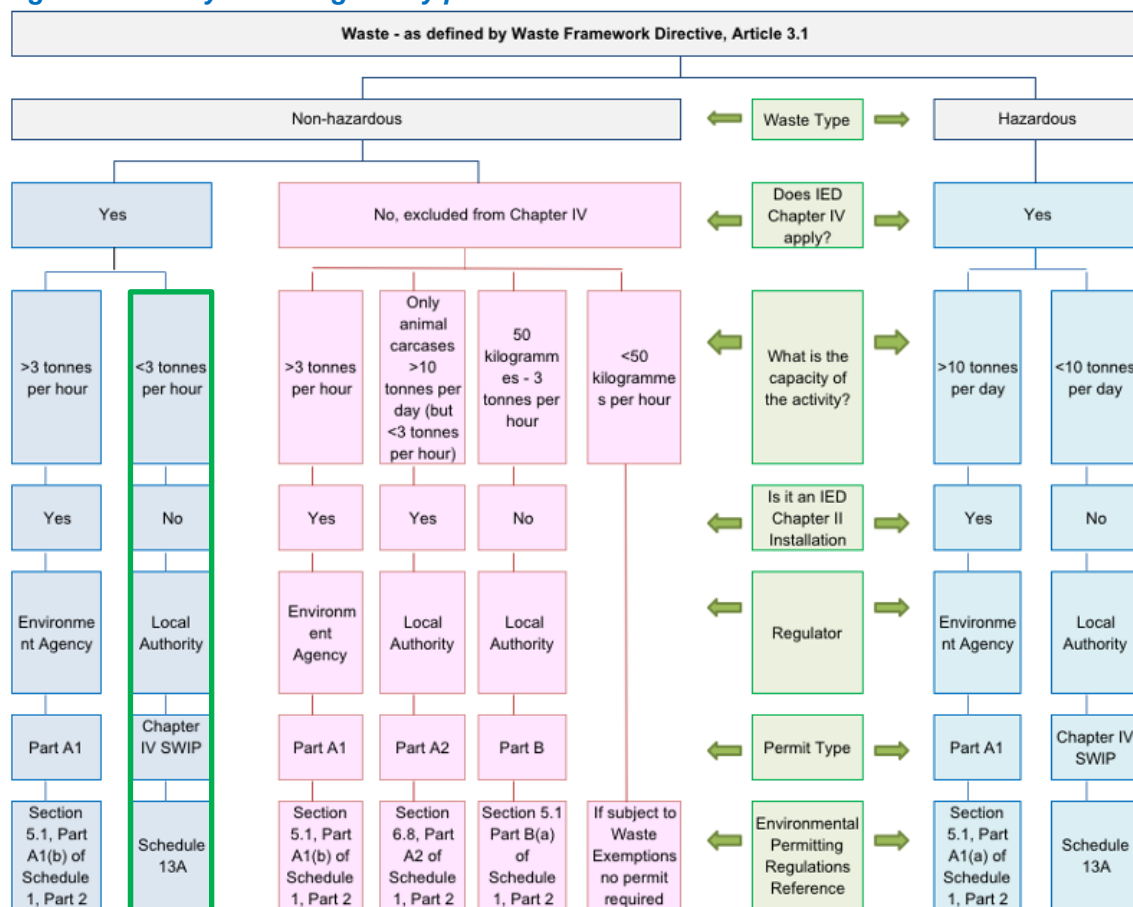 Waste - as defined by Waste Framework Directive, Article 3.1
Non-hazardous
Waste Type
Hazardous
Yes
No, excluded from Chapter IV
Does IED
Chapter IV
apply?
Yes
>3 tonnes
per hour
<3 tonnes
per hour
>3 tonnes
per hour
Only
animal
carcases
>10
tonnes per
day (but
<3 tonnes
per hour)
50
kilogramm
es - 3
tonnes per
hour
<50
kilogramme
s per hour
What is the
capacity of
the activity?
>10 tonnes
per day
<10 tonnes
per day
Yes
No
Yes
Yes
No
Is it an IED
Chapter II
Installation
Yes
No
Environme
nt Agency
Local
Authority
Environm
ent
Agency
Local
Authority
Local
Authority
Regulator
Environme
nt Agency
Local
Authority
Part A1
Chapter
IV SWIP
Part A1
Part A2
Part B
Permit Type
Part A1
Chapter IV
SWIP
Section
5.1, Part
A1(b) of
Schedule
1, Part 2
Schedule
13A
Section
5.1, Part
A1(b) of
Schedule
1, Part 2
Section
6.8, Part
A2 of
Schedule
1, Part 2
Section 5.1
Part B(a)
of
Schedule
1, Part 2
If subject to
Waste
Exemptions
no permit
required
Environmental
Permitting
Regulations
Reference
Section
5.1, Part
A1(a) of
Schedule
1, Part 2
Schedule
13A